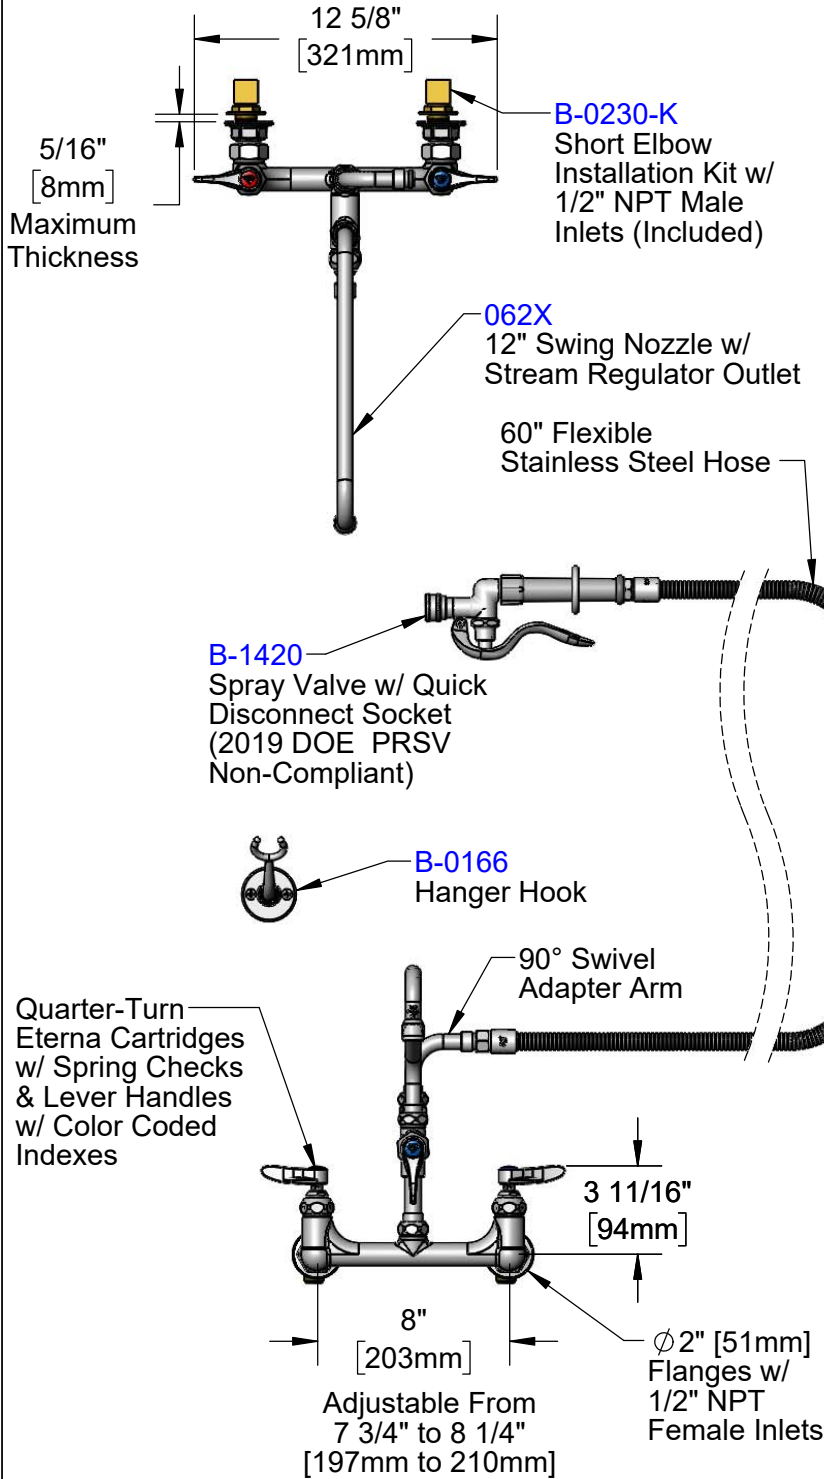 12 5/8"
[321mm]
B-0230-K
Short Elbow
Installation Kit w/
1/2" NPT Male
Inlets (Included)
5/16"
[8mm]
Maximum
Thickness
062X
12" Swing Nozzle w/
Stream Regulator Outlet
60" Flexible
Stainless Steel Hose
B-1420
Spray Valve w/ Quick
Disconnect Socket
(2019 DOE PRSV
Non-Compliant)
B-0166
Hanger Hook
90° Swivel
Adapter Arm
Quarter-Turn
Eterna Cartridges
w/ Spring Checks
& Lever Handles
w/ Color Coded
Indexes
3 11/16"
[94mm]
8"
[203mm]
Adjustable From
7 3/4" to 8 1/4"
[197mm to 210mm]
∅2" [51mm]
Flanges w/
1/2" NPT
Female Inlets